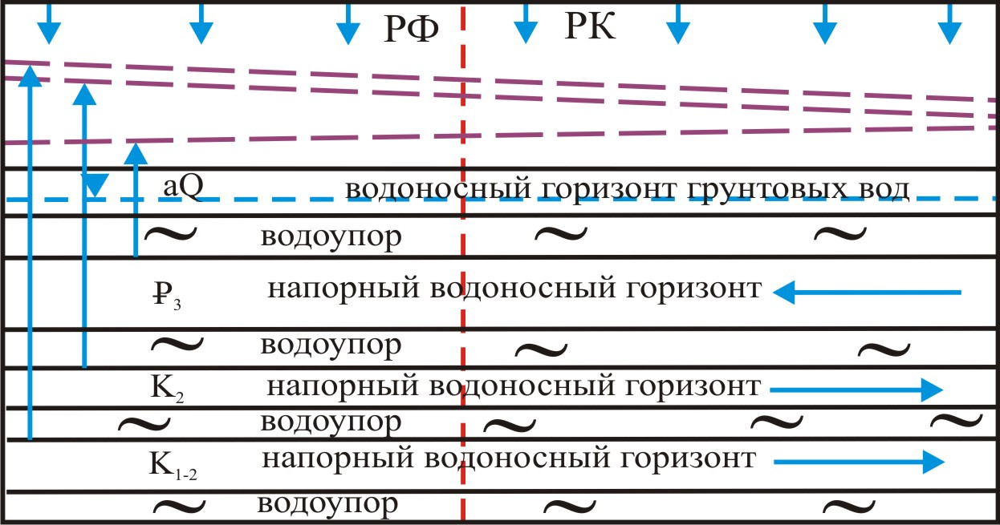 РФ РК
aQ водоносный горизонт грунтовых вод
водоупор
₽₃ напорный водоносный горизонт
водоупор
K₂ напорный водоносный горизонт
водоупор
K₁₋₂ напорный водоносный горизонт
водоупор